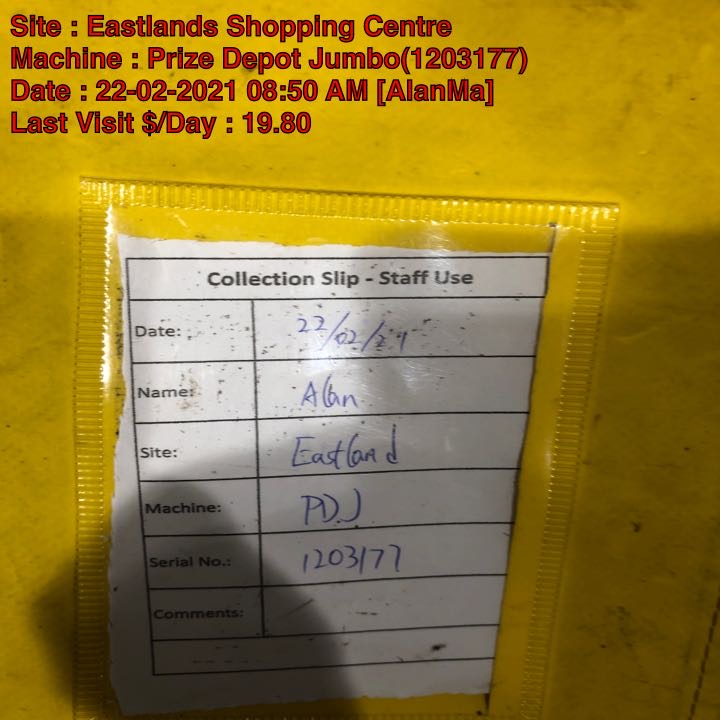 Site : Eastlands Shopping Centre
Machine : Prize Depot Jumbo(1203177)
Date : 22-02-2021 08:50 AM [AlanMa]
Last Visit $/Day : 19.80
Collection Slip - Staff Use
Date: 22/02/21
Name: Alan
Site: Eastland
Machine: PDJ
Serial No.: 1203177
Comments: